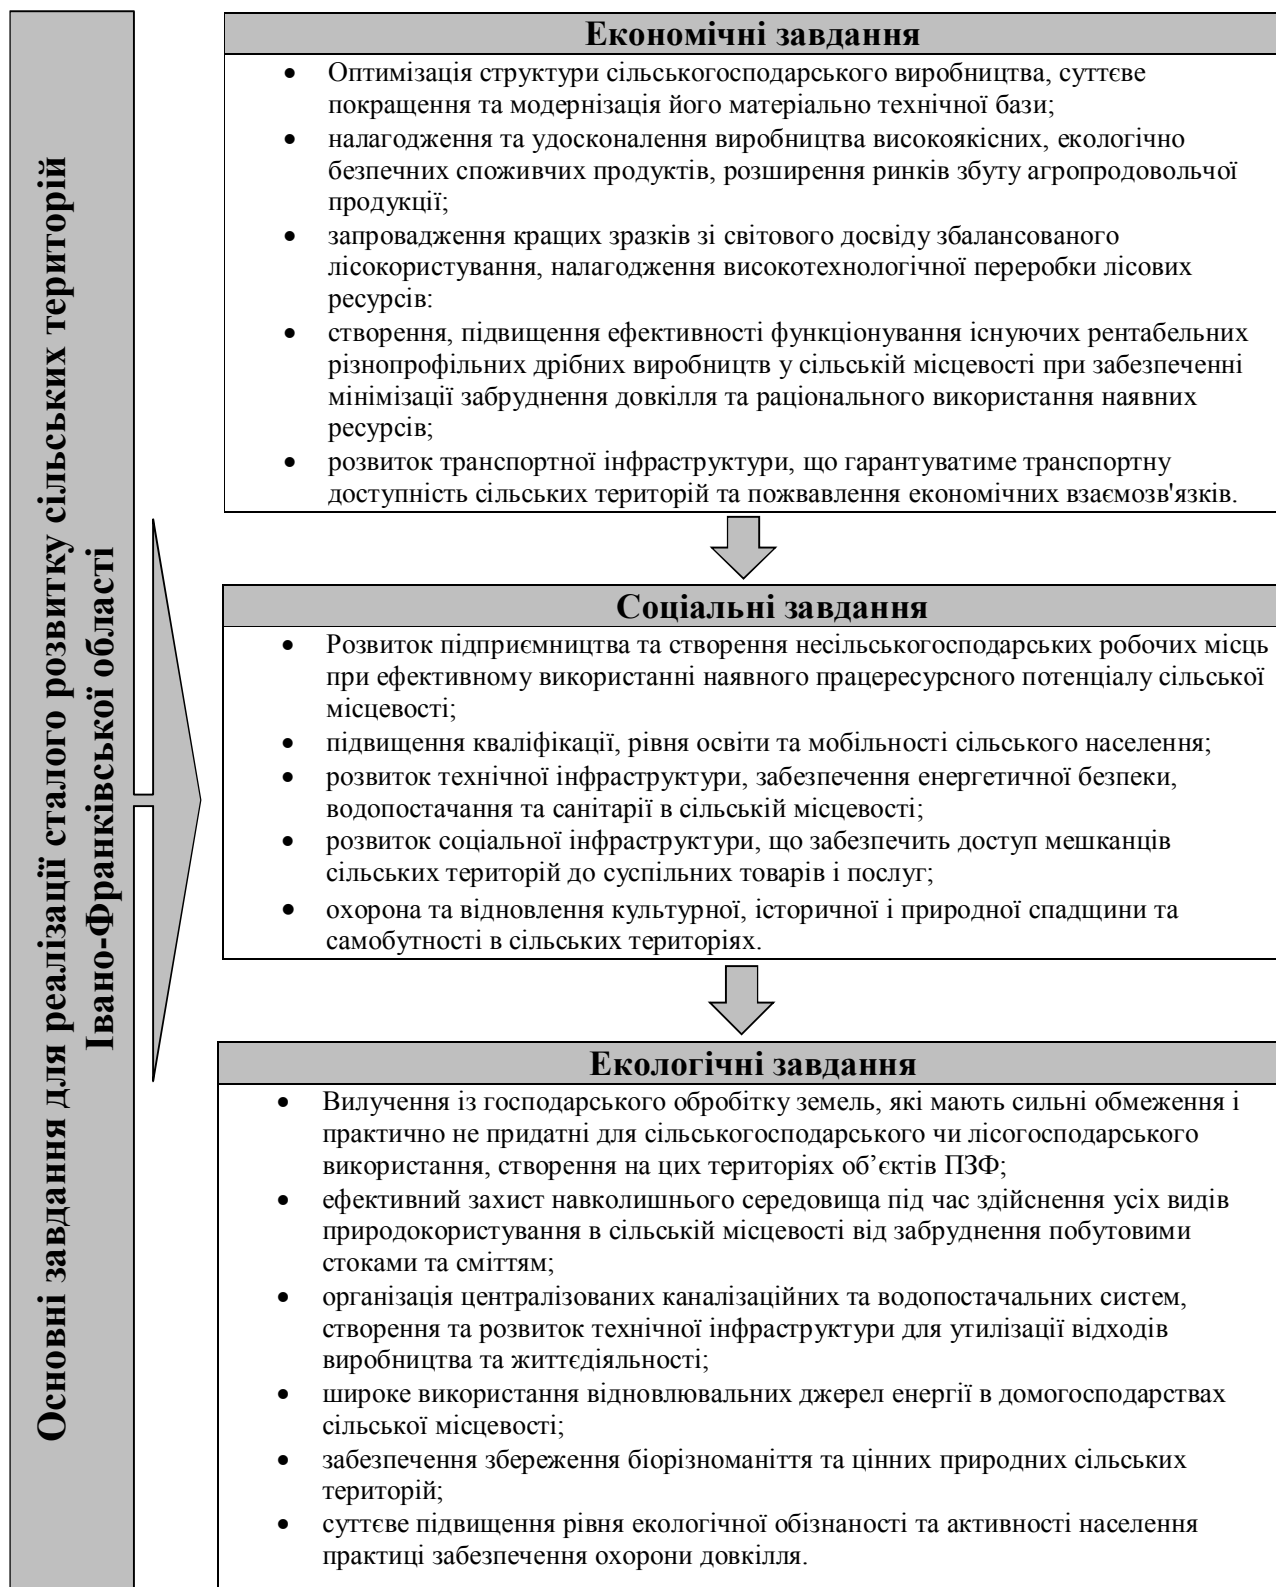 Основні завдання для реалізації сталого розвитку сільських територій
Івано-Франківської області
Економічні завдання
• Оптимізація структури сільськогосподарського виробництва, суттєве
покращення та модернізація його матеріально технічної бази;
• налагодження та удосконалення виробництва високоякісних, екологічно
безпечних споживчих продуктів, розширення ринків збуту агропродовольчої
продукції;
• запровадження кращих зразків зі світового досвіду збалансованого
лісокористування, налагодження високотехнологічної переробки лісових
ресурсів:
• створення, підвищення ефективності функціонування існуючих рентабельних
різнопрофільних дрібних виробництв у сільській місцевості при забезпеченні
мінімізації забруднення довкілля та раціонального використання наявних
ресурсів;
• розвиток транспортної інфраструктури, що гарантуватиме транспортну
доступність сільських територій та пожвавлення економічних взаємозв'язків.
Соціальні завдання
• Розвиток підприємництва та створення несільськогосподарських робочих місць
при ефективному використанні наявного працересурсного потенціалу сільської
місцевості;
• підвищення кваліфікації, рівня освіти та мобільності сільського населення;
• розвиток технічної інфраструктури, забезпечення енергетичної безпеки,
водопостачання та санітарії в сільській місцевості;
• розвиток соціальної інфраструктури, що забезпечить доступ мешканців
сільських територій до суспільних товарів і послуг;
• охорона та відновлення культурної, історичної і природної спадщини та
самобутності в сільських територіях.
Екологічні завдання
• Вилучення із господарського обробітку земель, які мають сильні обмеження і
практично не придатні для сільськогосподарського чи лісогосподарського
використання, створення на цих територіях об’єктів ПЗФ;
• ефективний захист навколишнього середовища під час здійснення усіх видів
природокористування в сільській місцевості від забруднення побутовими
стоками та сміттям;
• організація централізованих каналізаційних та водопостачальних систем,
створення та розвиток технічної інфраструктури для утилізації відходів
виробництва та життєдіяльності;
• широке використання відновлювальних джерел енергії в домогосподарствах
сільської місцевості;
• забезпечення збереження біорізноманіття та цінних природних сільських
територій;
• суттєве підвищення рівня екологічної обізнаності та активності населення
практиці забезпечення охорони довкілля.